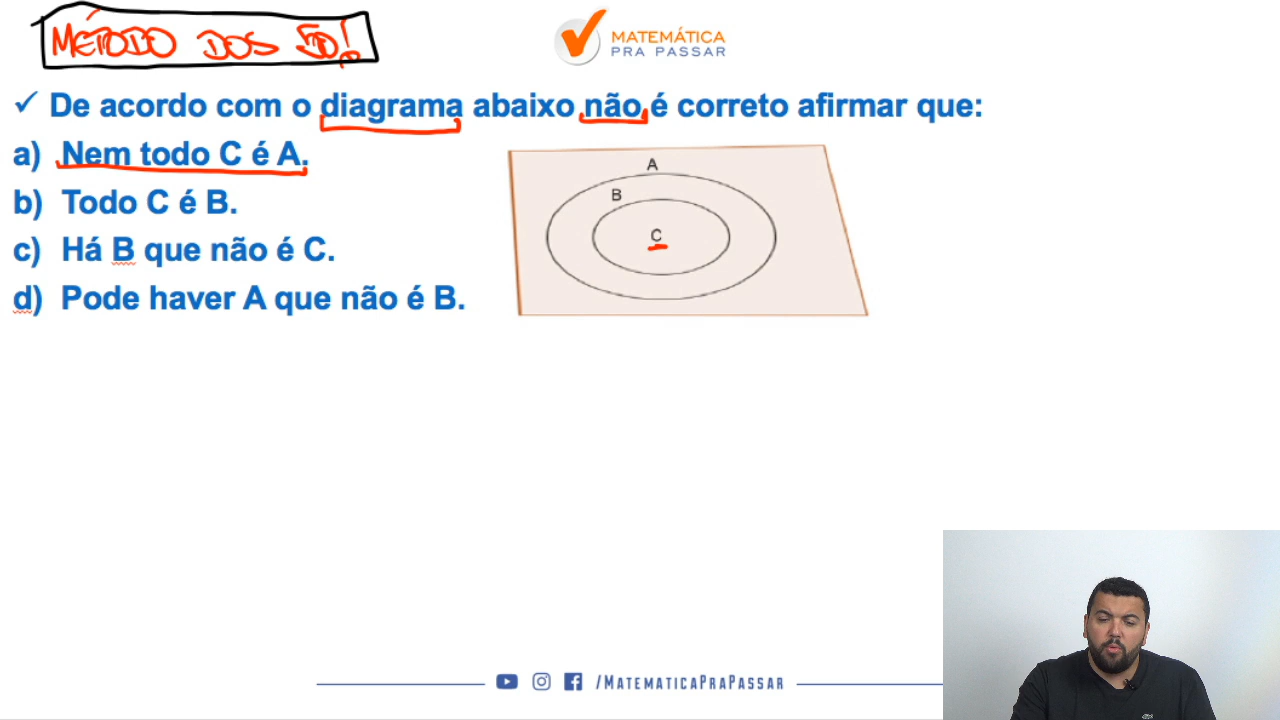 MÉTODO DOS 50!
MATEMÁTICA
PRA PASSAR
✓ De acordo com o diagrama abaixo não é correto afirmar que:
a) Nem todo C é A.
b) Todo C é B.
c) Há B que não é C.
d) Pode haver A que não é B.
A
B
C
/MATEMATICAPRAPASSAR